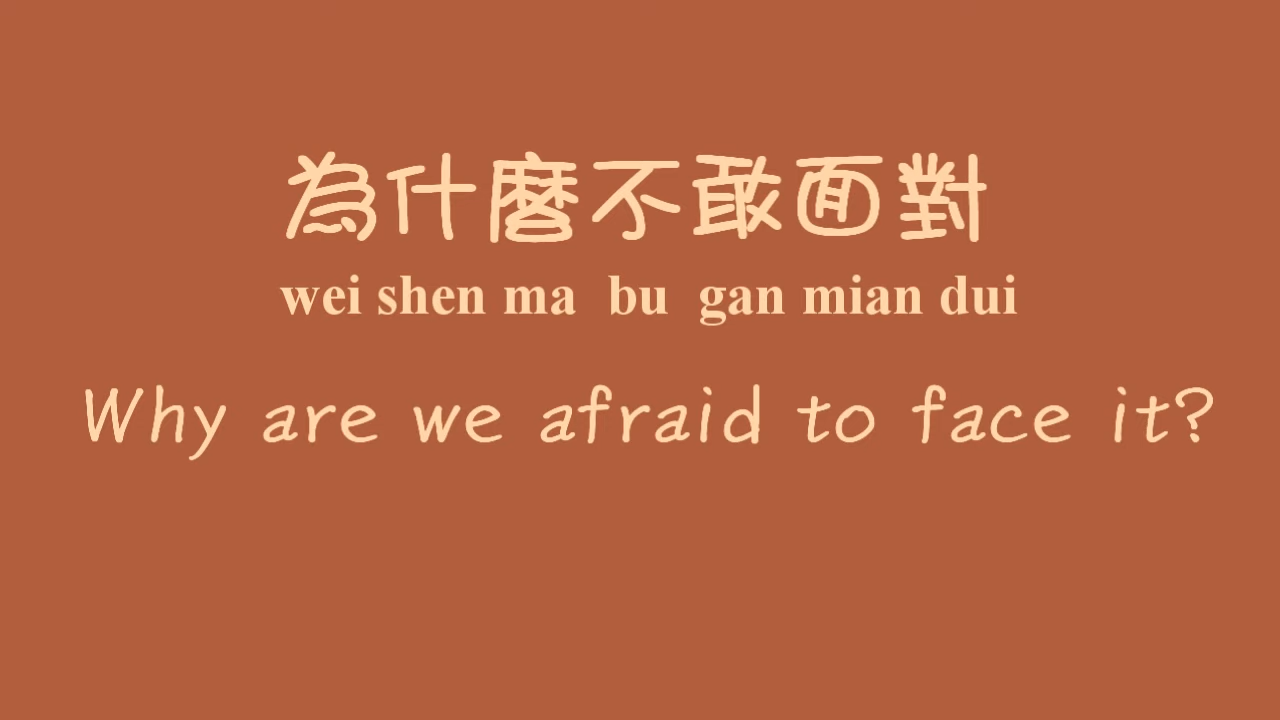 為什麼不敢面對
wei shen ma bu gan mian dui
Why are we afraid to face it?